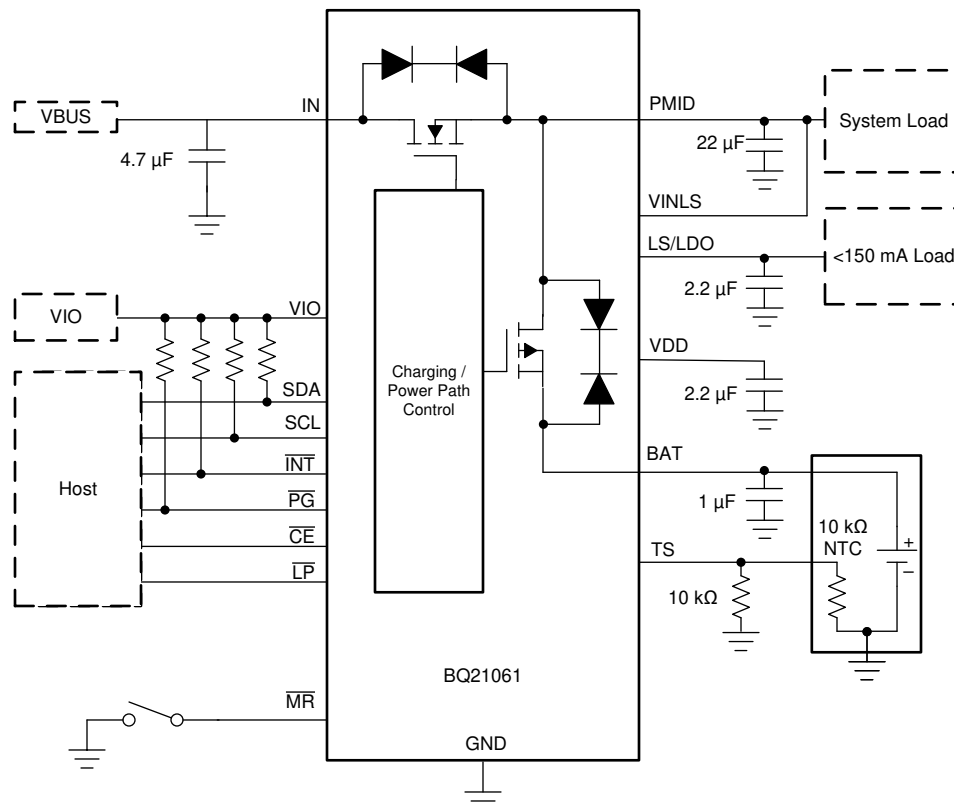 VBUS
IN
4.7 µF
PMID
System Load
22 µF
VINLS
LS/LDO
<150 mA Load
2.2 µF
VIO
VIO
Charging /
Power Path
Control
VDD
2.2 µF
Host
SDA
SCL
INT
PG
CE
LP
BAT
1 µF
10 kΩ
NTC
+
–
TS
10 kΩ
BQ21061
MR
GND